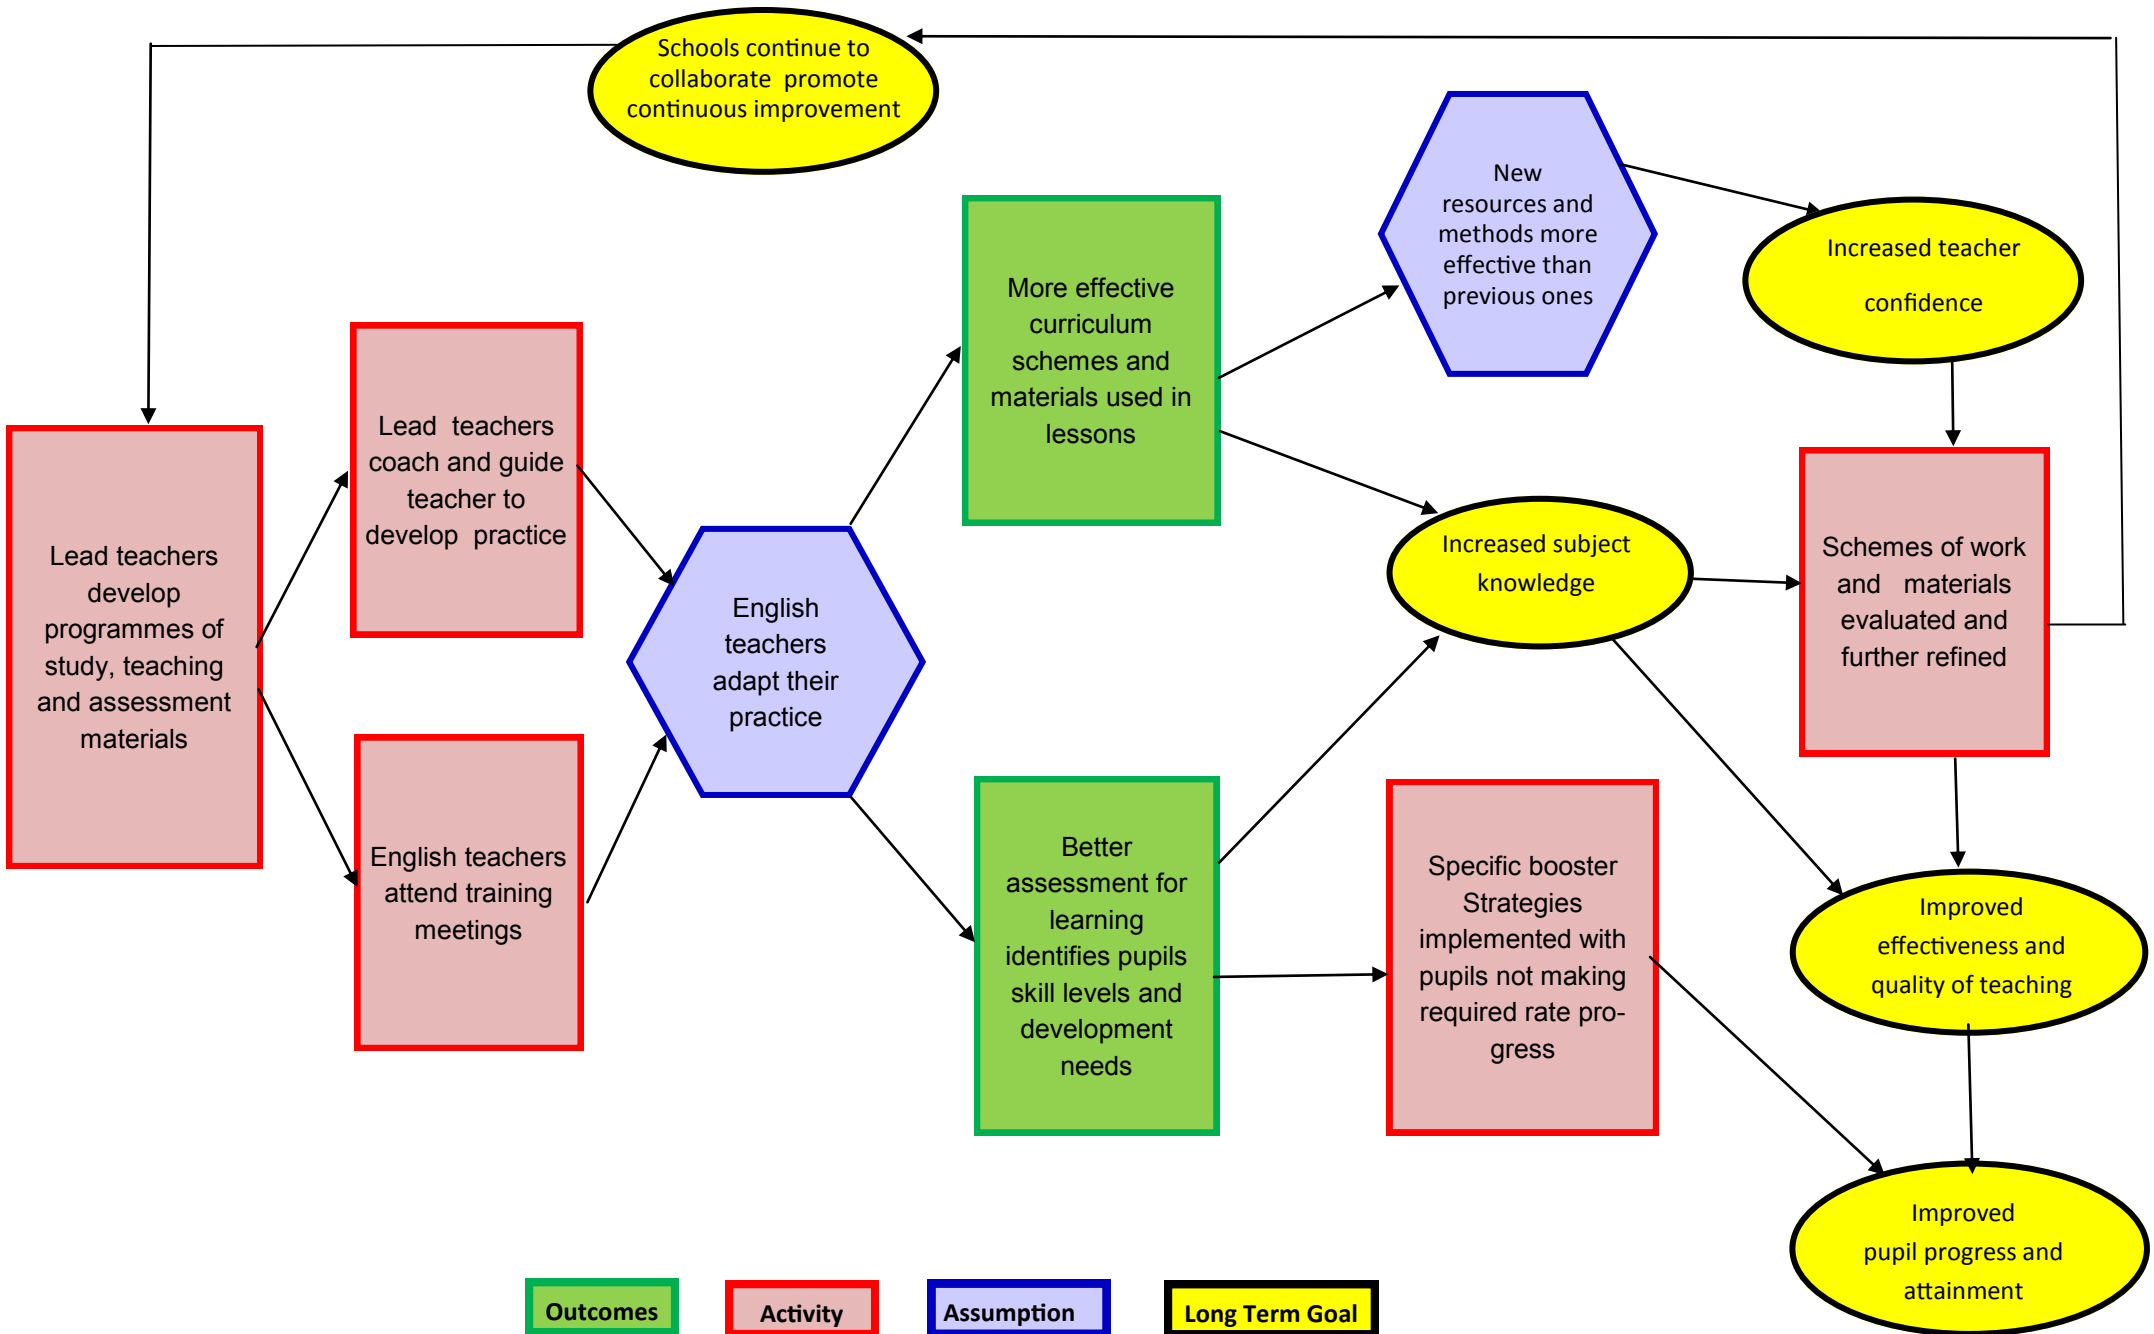 Schools continue to
collaborate  promote
continuous improvement
New
resources and
methods more
effective than
previous ones
Increased teacher
confidence
More effective
curriculum
schemes and
materials used in
lessons
Lead  teachers
coach and guide
teacher to
develop  practice
Lead teachers
develop
programmes of
study, teaching
and assessment
materials
English
teachers
adapt their
practice
Increased subject
knowledge
Schemes of work
and   materials
evaluated and
further refined
English teachers
attend training
meetings
Better
assessment for
learning
identifies pupils
skill levels and
development
needs
Specific booster
Strategies
implemented with
pupils not making
required rate pro-
gress
Improved
effectiveness and
quality of teaching
Improved
pupil progress and
attainment
Outcomes
Activity
Assumption
Long Term Goal